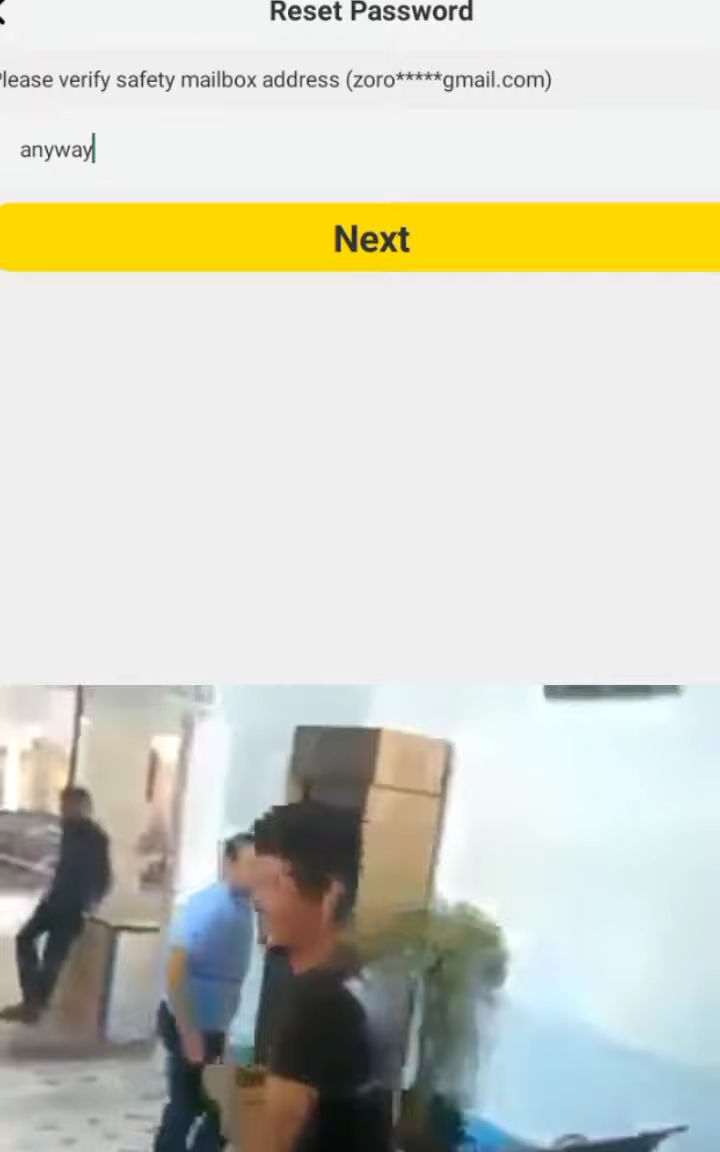 Reset Password
Please verify safety mailbox address (zoro*****gmail.com)
anyway
Next